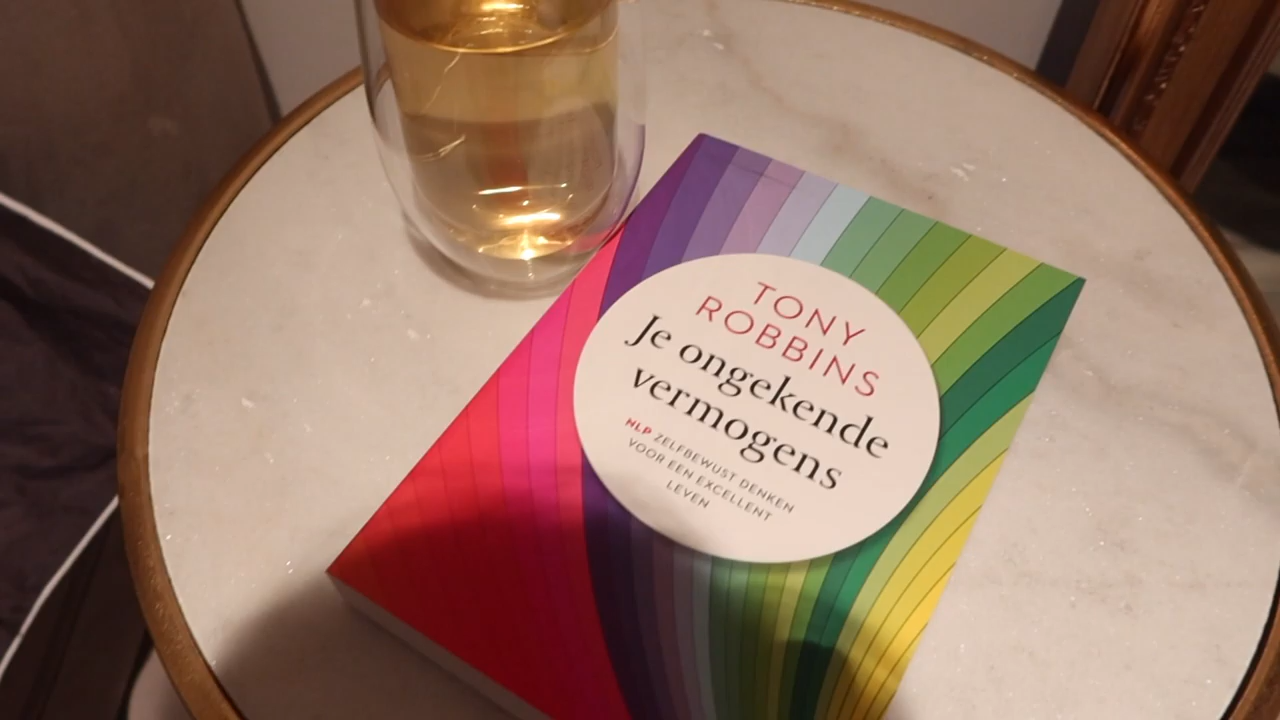 TONY
ROBBINS
Je ongekende
vermogens
NLP ZELFBEWUST DENKEN
VOOR EEN EXCELLENT
LEVEN